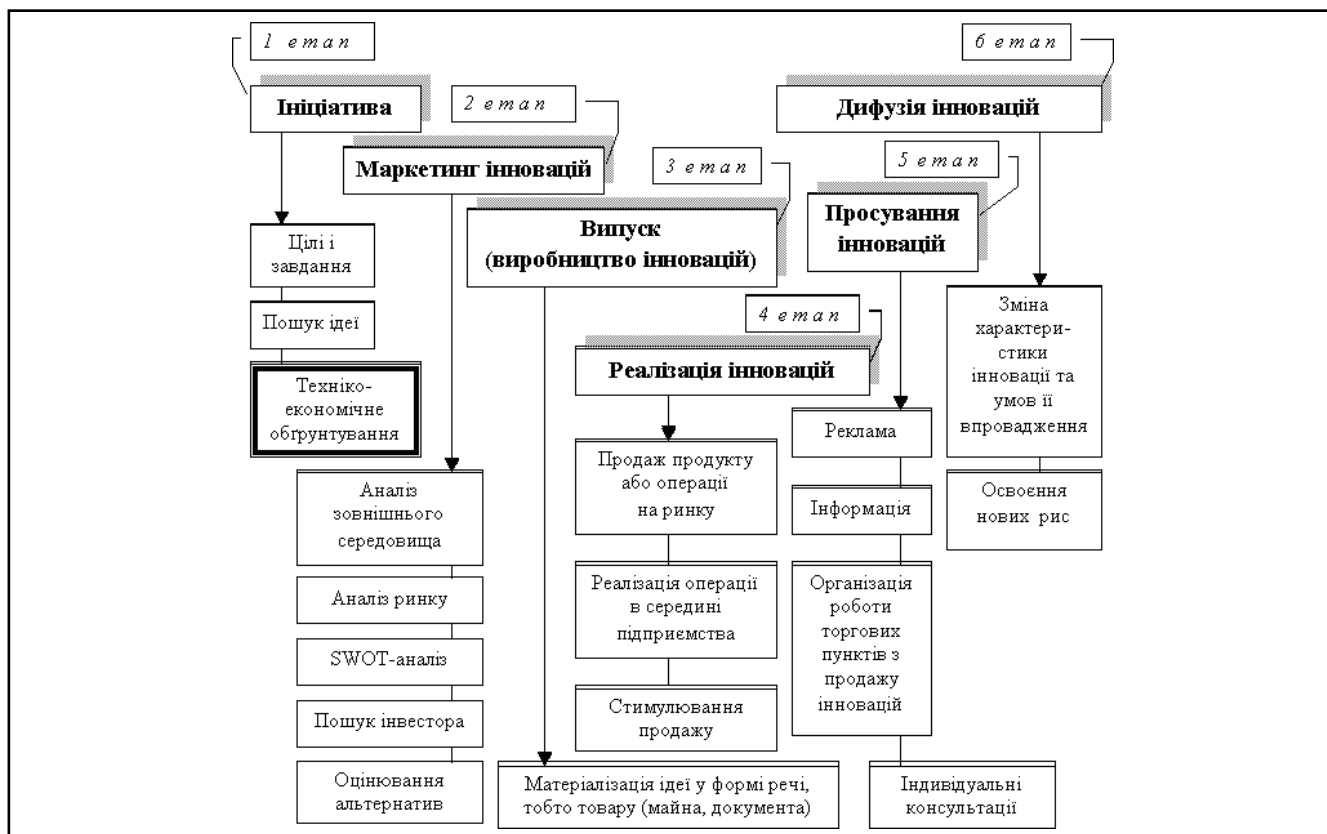 1 етап
Ініціатива
Цілі і
завдання
Пошук ідеї
Техніко-
економічне
обґрунтування
2 етап
Маркетинг інновацій
Аналіз
зовнішнього
середовища
Аналіз ринку
SWOT-аналіз
Пошук інвестора
Оцінювання
альтернатив
3 етап
Випуск
(виробництво інновацій)
Матеріалізація ідеї у формі речі,
тобто товару (майна, документа)
4 етап
Реалізація інновацій
Продаж продукту
або операції
на ринку
Реалізація операції
в середині
підприємства
Стимулювання
продажу
5 етап
Просування
інновацій
Реклама
Інформація
Організація
роботи
торгових
пунктів з
продажу
інновацій
Індивідуальні
консультації
6 етап
Дифузія інновацій
Зміна
характери-
стики
інновації та
умов її
впровадження
Освоєння
нових рис